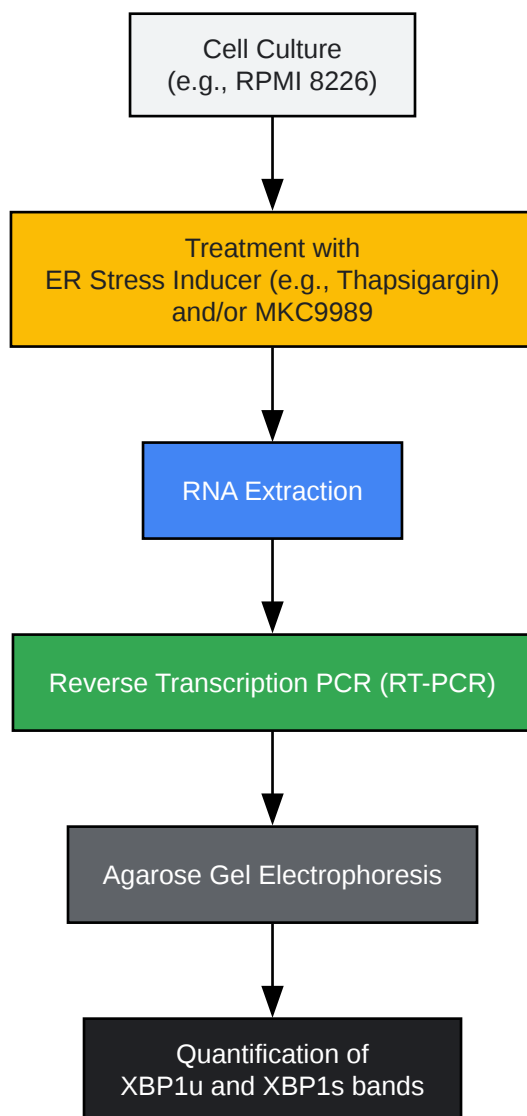 Cell Culture
(e.g., RPMI 8226)
Treatment with
ER Stress Inducer (e.g., Thapsigargin)
and/or MKC9989
RNA Extraction
Reverse Transcription PCR (RT-PCR)
Agarose Gel Electrophoresis
Quantification of
XBP1u and XBP1s bands